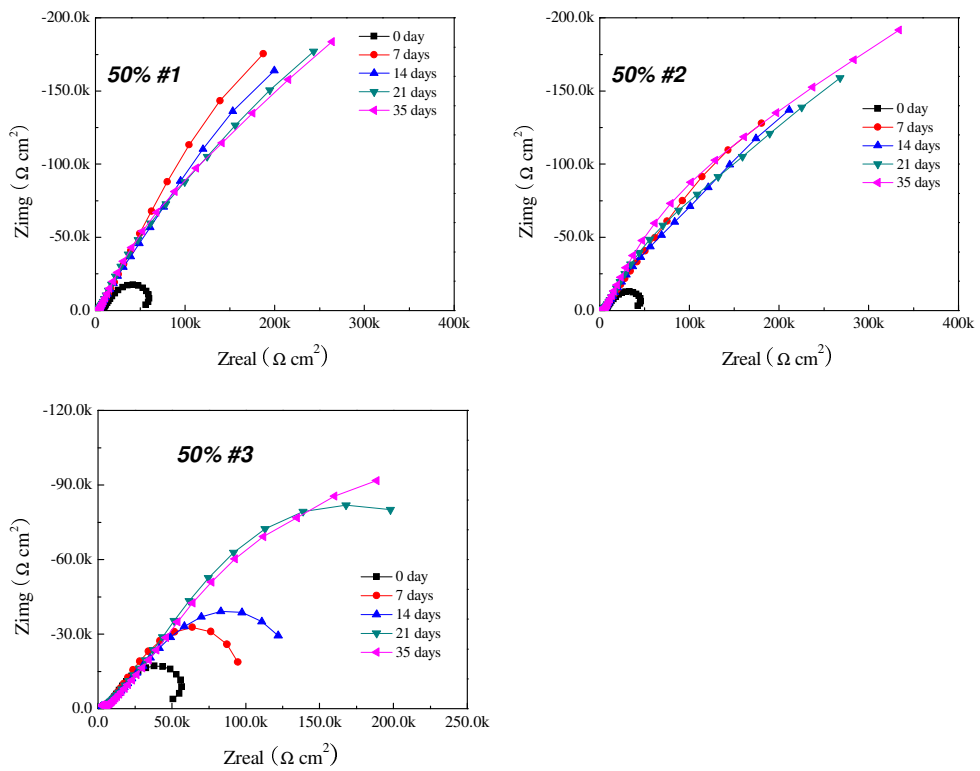 -200.0k
-150.0k
-100.0k
-50.0k
0.0
0
100k
200k
300k
400k
Zimg ( Ω cm²)
Zreal ( Ω cm²)
50% #1
0 day
7 days
14 days
21 days
35 days
-200.0k
-150.0k
-100.0k
-50.0k
0.0
0
100k
200k
300k
400k
Zimg ( Ω cm²)
Zreal ( Ω cm²)
50% #2
0 day
7 days
14 days
21 days
35 days
-120.0k
-90.0k
-60.0k
-30.0k
0.0
0.0
50.0k
100.0k
150.0k
200.0k
250.0k
Zimg ( Ω cm²)
Zreal ( Ω cm²)
50% #3
0 day
7 days
14 days
21 days
35 days